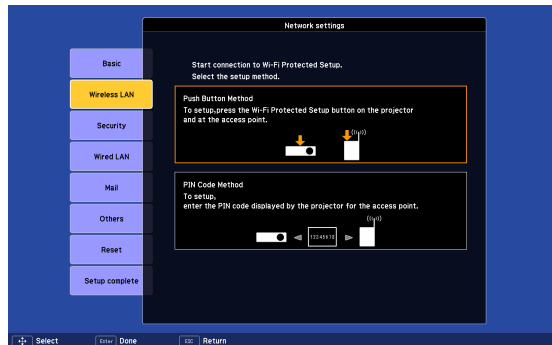 Network settings
Basic
Wireless LAN
Security
Wired LAN
Mail
Others
Reset
Setup complete
Start connection to Wi-Fi Protected Setup.
Select the setup method.
Push Button Method
To setup,press the Wi-Fi Protected Setup button on the projector
and at the access point.
PIN Code Method
To setup,
enter the PIN code displayed by the projector for the access point.
12345678
Select
Enter Done
ESC Return